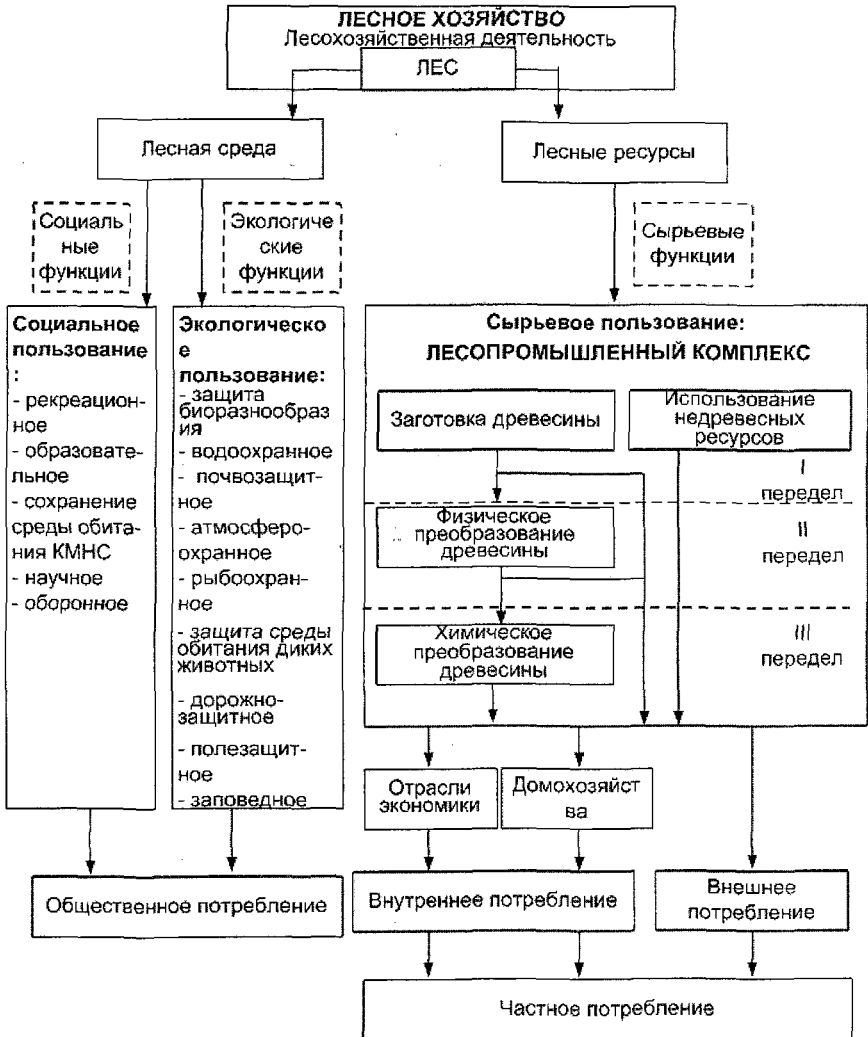 ЛЕСНОЕ ХОЗЯЙСТВО
Лесохозяйственная деятельность
ЛЕС
Лесная среда
Лесные ресурсы
Социаль
ные
функции
Экологиче
ские
функции
Сырьевые
функции
Социальное
пользование
:
- рекреацион-
ное
- образовате-
льное
- сохранение
среды обита-
ния КМНС
- научное
- оборонное
Экологическо
е
пользование:
- защита
биоразнообраз
ия
- водоохранное
- почвозащит-
ное
- атмосферо-
охранное
- рыбоохран-
ное
- защита среды
обитания диких
животных
- дорожно-
защитное
- полезащит-
ное
- заповедное
Сырьевое пользование:
ЛЕСОПРОМЫШЛЕННЫЙ КОМПЛЕКС
Заготовка древесины
Использование
недревесных
ресурсов
I
передел
Физическое
преобразование
древесины
II
передел
Химическое
преобразование
древесины
III
передел
Отрасли
экономики
Домохозяйст
ва
Общественное потребление
Внутреннее потребление
Внешнее
потребление
Частное потребление